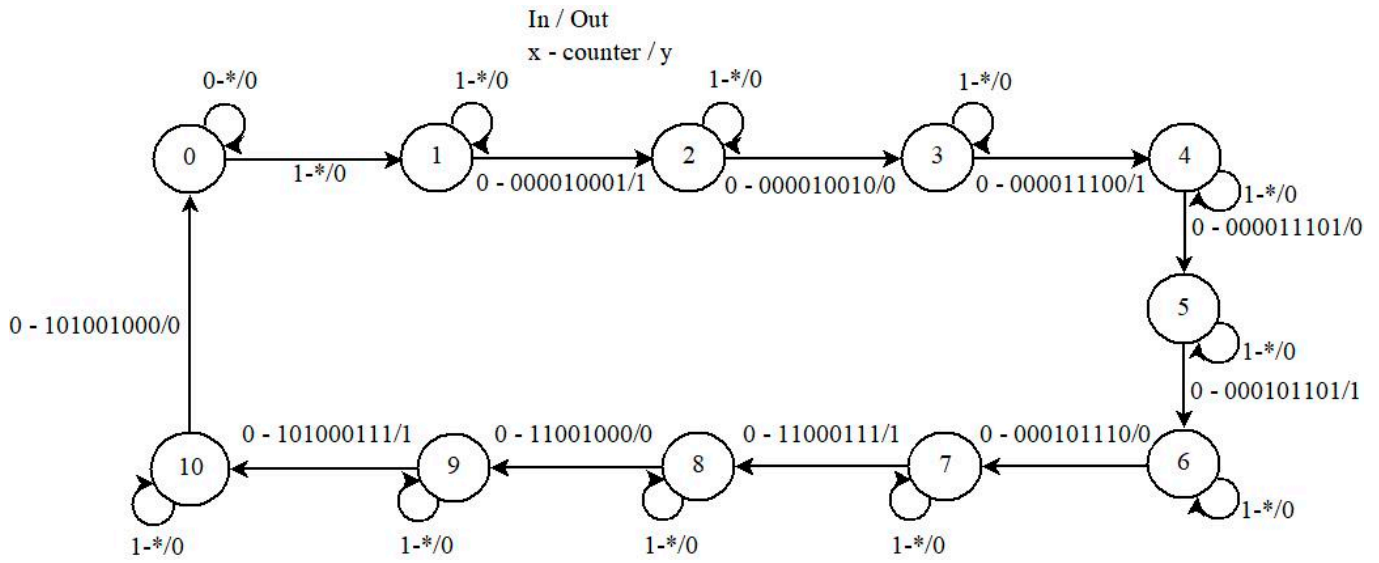 In / Out
x - counter / y
0-*/0
1-*/0
1-*/0
1-*/0
0
1
2
3
4
1-*/0
0 - 000010001/1
0 - 000010010/0
0 - 000011100/1
1-*/0
0 - 000011101/0
5
1-*/0
0 - 101001000/0
0 - 000101101/1
0 - 101000111/1
0 - 11001000/0
0 - 11000111/1
0 - 000101110/0
10
9
8
7
6
1-*/0
1-*/0
1-*/0
1-*/0
1-*/0